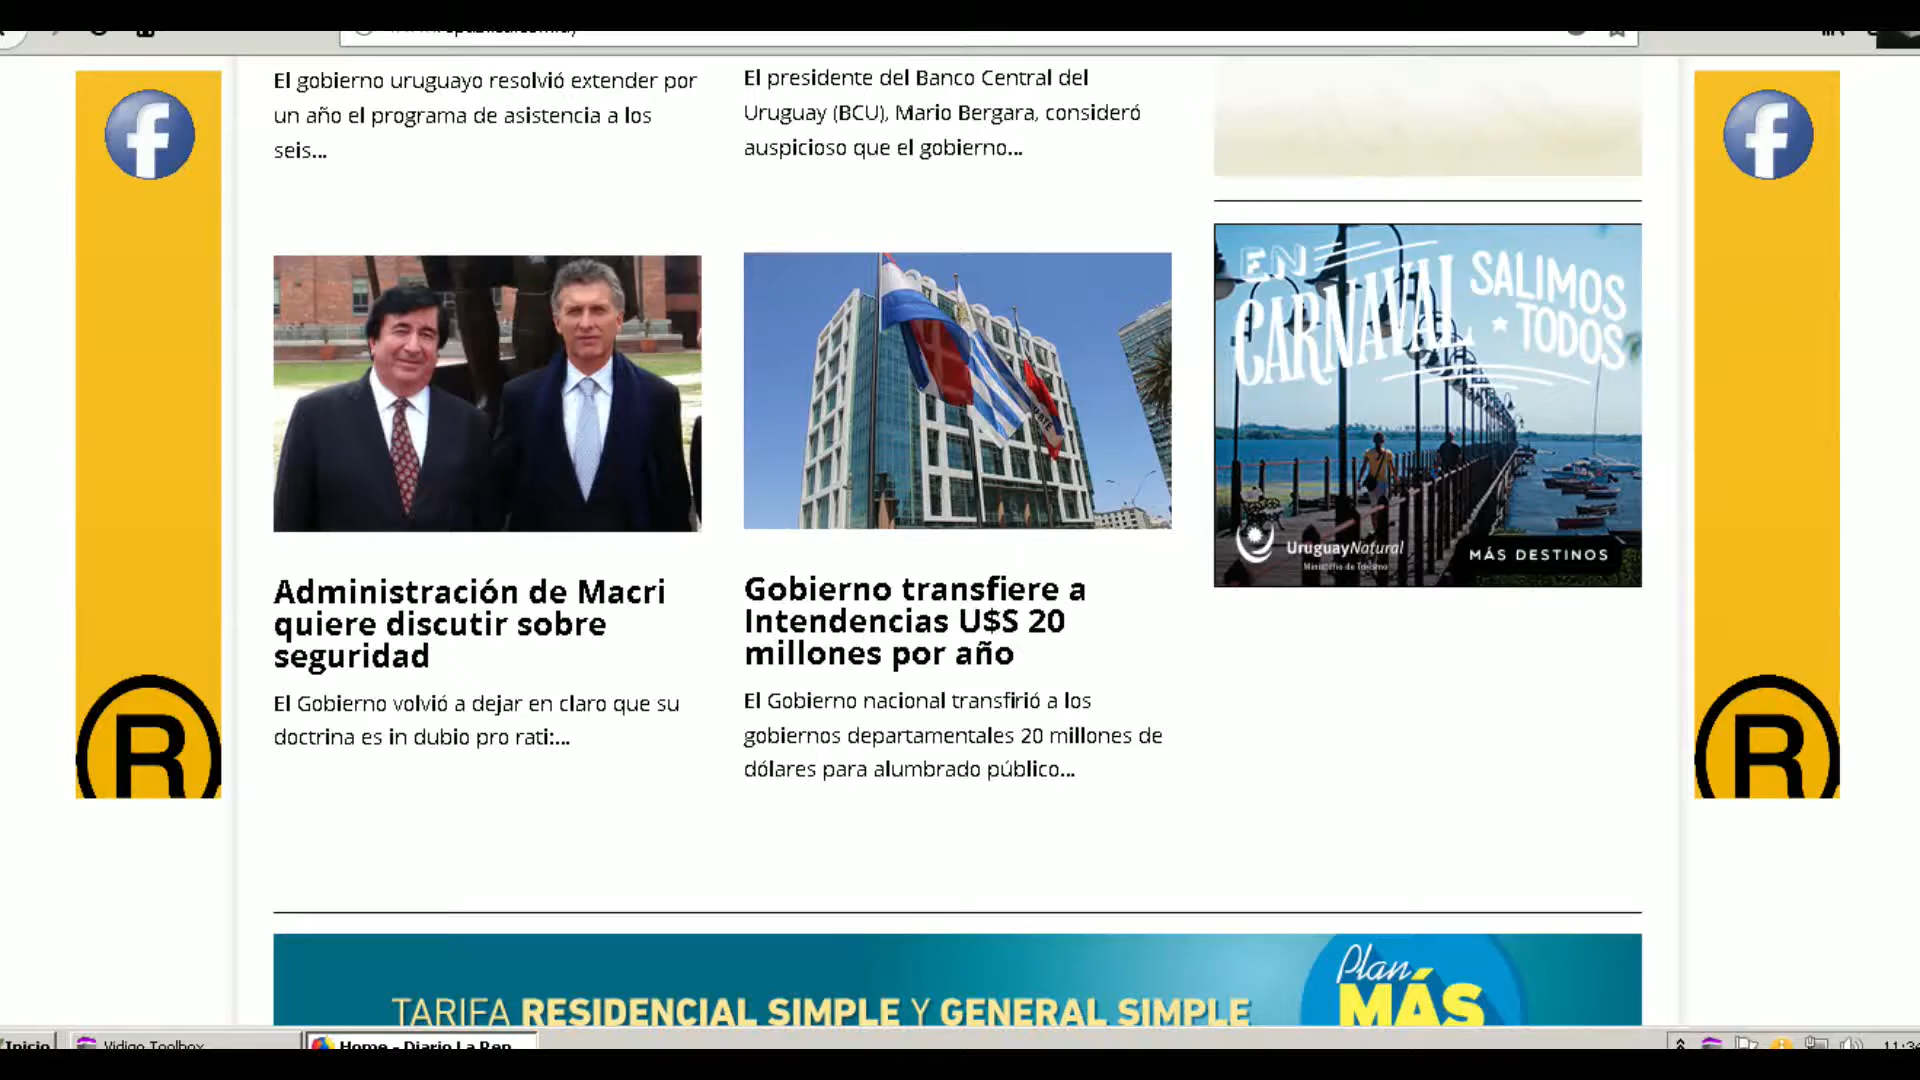 El gobierno uruguayo resolvió extender por
un año el programa de asistencia a los
seis...
El presidente del Banco Central del
Uruguay (BCU), Mario Bergara, consideró
auspicioso que el gobierno...
EN
CARNAVAL
SALIMOS
TODOS
UruguayNatural
Ministerio de Turismo
MÁS DESTINOS
Administración de Macri
quiere discutir sobre
seguridad
El Gobierno volvió a dejar en claro que su
doctrina es in dubio pro rati:...
Gobierno transfiere a
Intendencias U$S 20
millones por año
El Gobierno nacional transfirió a los
gobiernos departamentales 20 millones de
dólares para alumbrado público...
R
R
TARIFA RESIDENCIAL SIMPLE Y GENERAL SIMPLE
Plan
MÁS
Inicio
Vidigo Toolbox
Home - Diario La Rep...